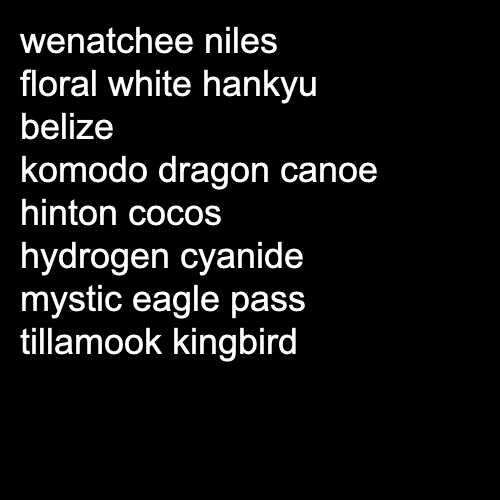 wenatchee niles
floral white hankyu
belize
komodo dragon canoe
hinton cocos
hydrogen cyanide
mystic eagle pass
tillamook kingbird